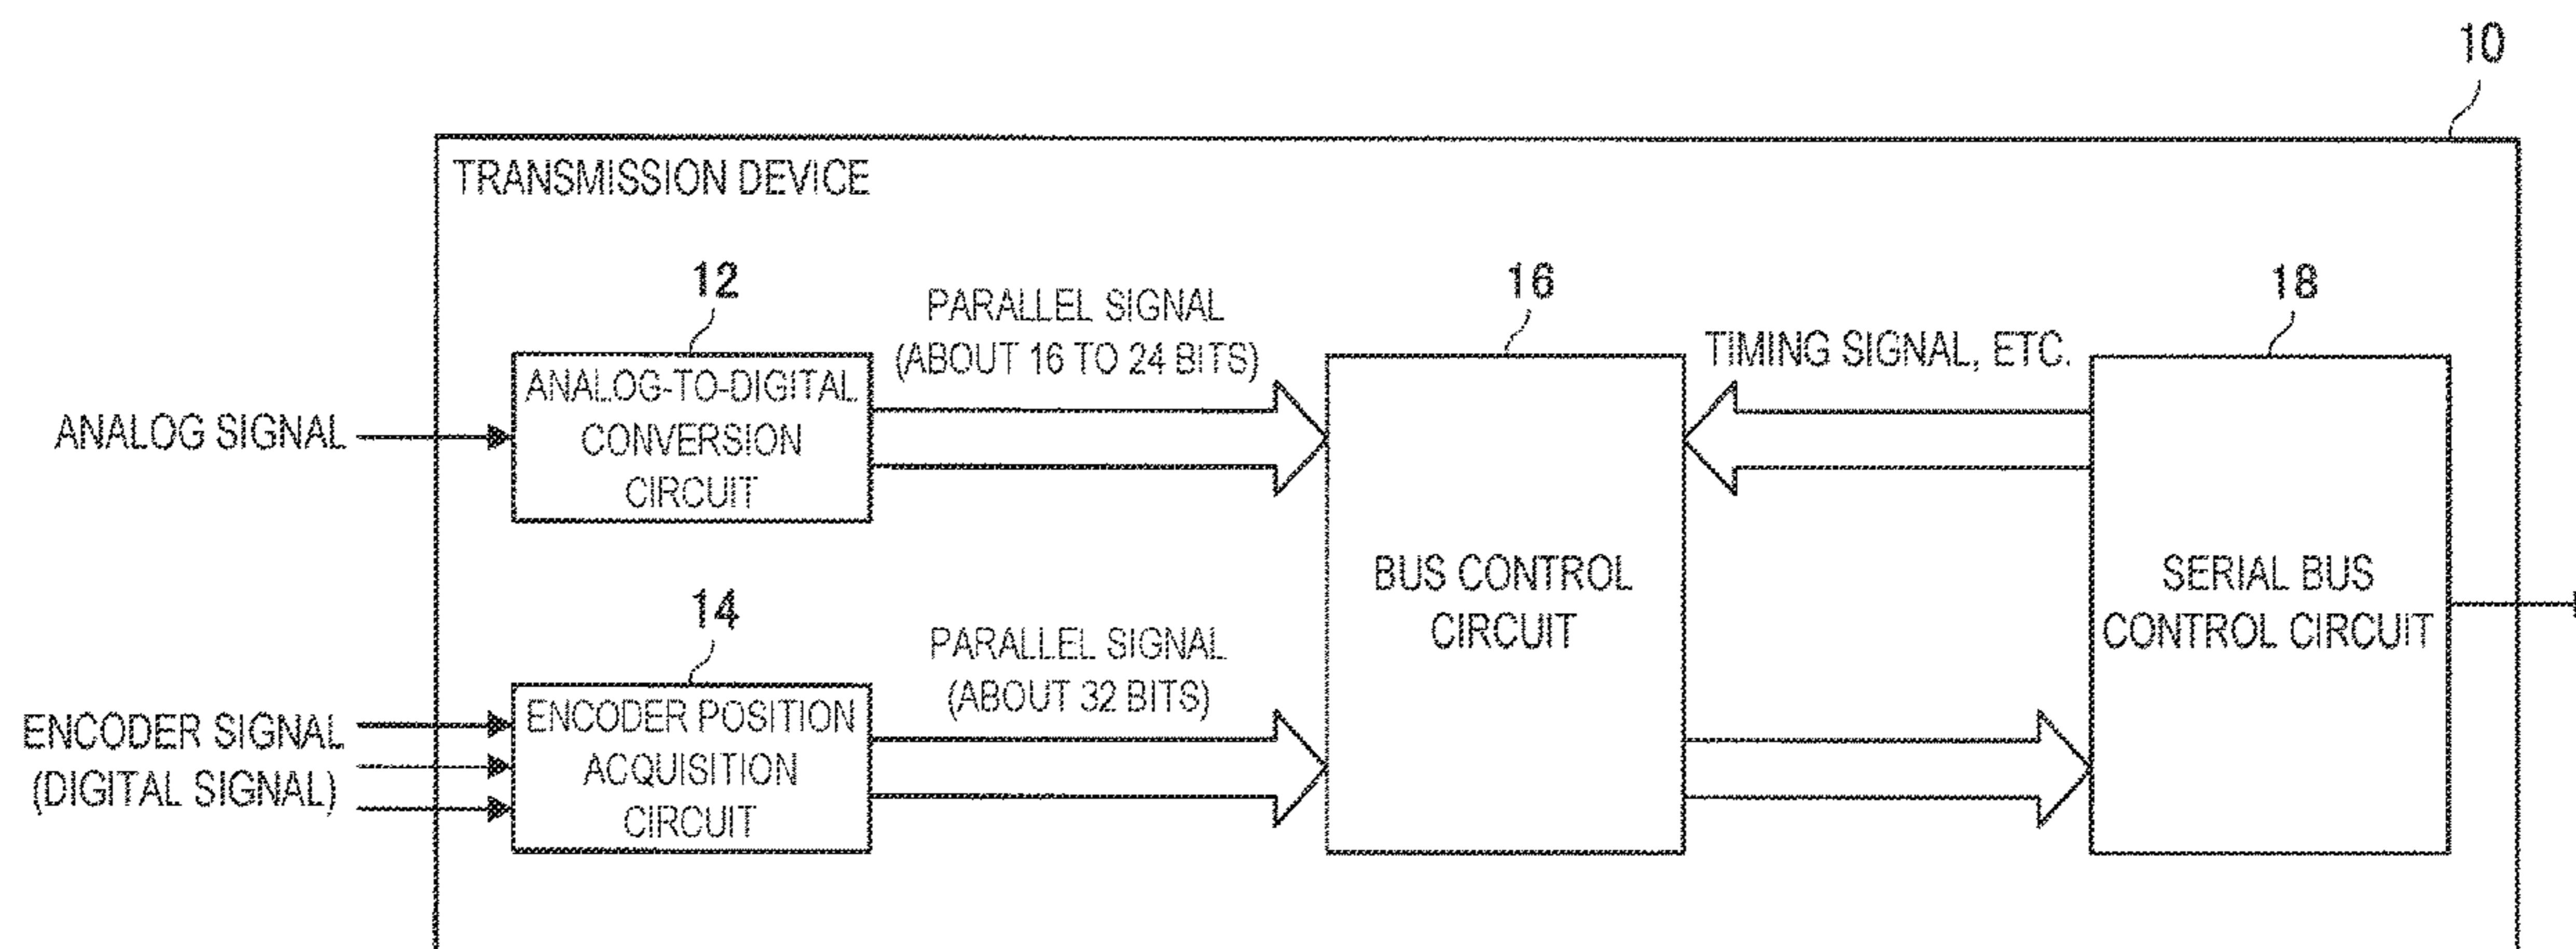 10
TRANSMISSION DEVICE
12
PARALLEL SIGNAL
(ABOUT 16 TO 24 BITS)
16
TIMING SIGNAL, ETC.
18
ANALOG SIGNAL
ANALOG-TO-DIGITAL
CONVERSION
CIRCUIT
BUS CONTROL
CIRCUIT
SERIAL BUS
CONTROL CIRCUIT
14
PARALLEL SIGNAL
(ABOUT 32 BITS)
ENCODER SIGNAL
(DIGITAL SIGNAL)
ENCODER POSITION
ACQUISITION
CIRCUIT